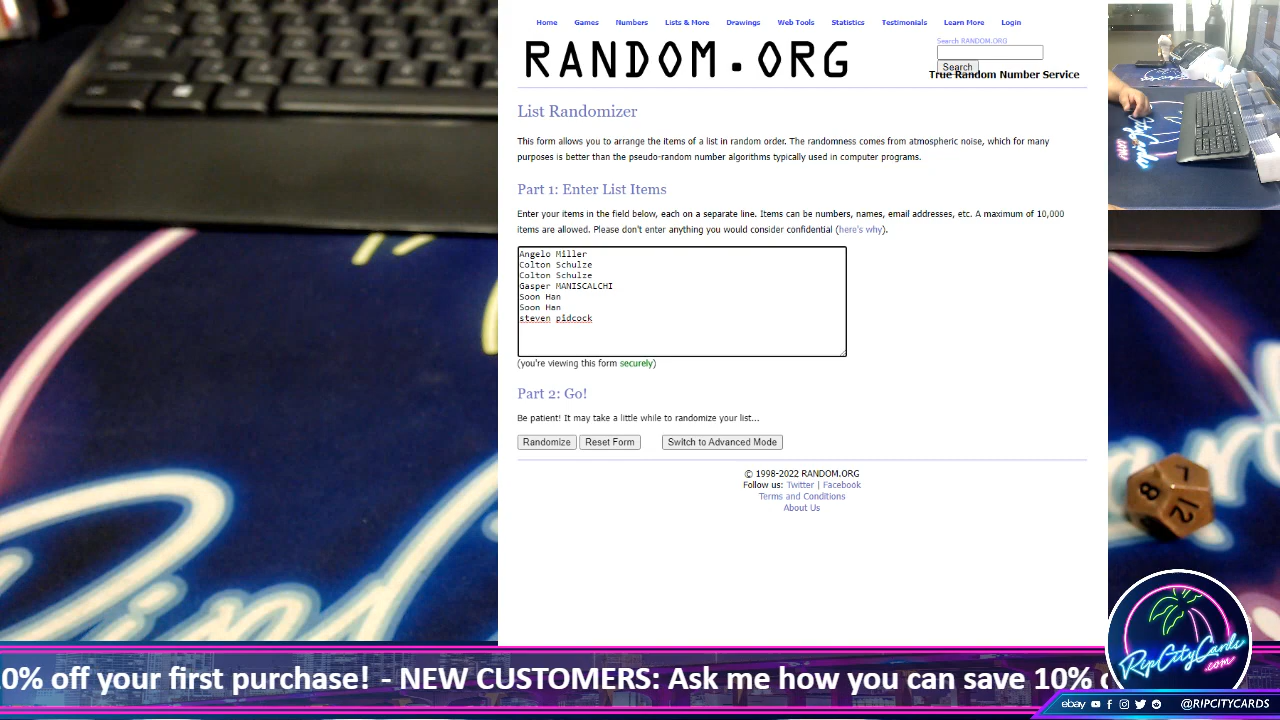 Home Games Numbers Lists & More Drawings Web Tools Statistics Testimonials Learn More Login
RANDOM.ORG
Search RANDOM.ORG
Search
True Random Number Service
List Randomizer
This form allows you to arrange the items of a list in random order. The randomness comes from atmospheric noise, which for many
purposes is better than the pseudo-random number algorithms typically used in computer programs.
Part 1: Enter List Items
Enter your items in the field below, each on a separate line. Items can be numbers, names, email addresses, etc. A maximum of 10,000
items are allowed. Please don't enter anything you would consider confidential (here's why).
Angelo Miller
Colton Schulze
Colton Schulze
Gasper MANISCALCHI
Soon Han
Soon Han
steven pidcock
(you're viewing this form securely)
Part 2: Go!
Be patient! It may take a little while to randomize your list...
Randomize Reset Form Switch to Advanced Mode
© 1998-2022 RANDOM.ORG
Follow us: Twitter | Facebook
Terms and Conditions
About Us
8
12
RipCityCards
.com
0% off your first purchase! - NEW CUSTOMERS: Ask me how you can save 10%
ebay @RIPCITYCARDS